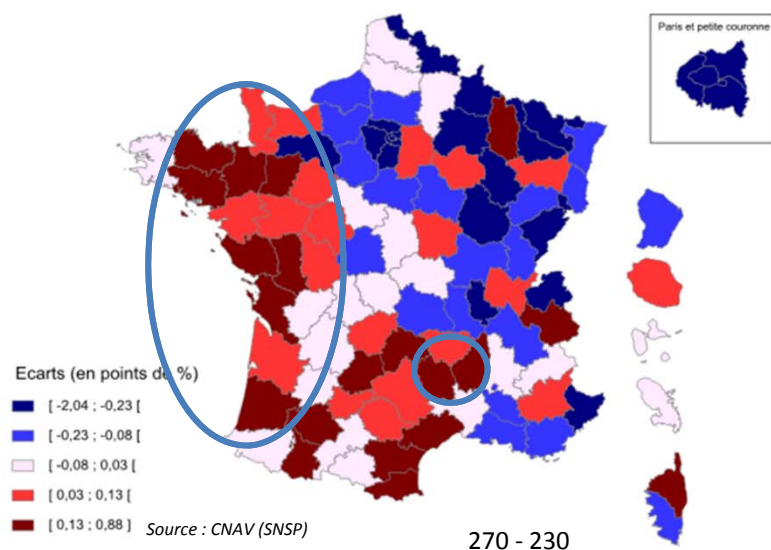 Paris et petite couronne
Ecarts (en points de %)
[ -2,04 ; -0,23 [
[ -0,23 ; -0,08 [
[ -0,08 ; 0,03 [
[ 0,03 ; 0,13 [
[ 0,13 ; 0,88 [
Source : CNAV (SNSP)
270 - 230